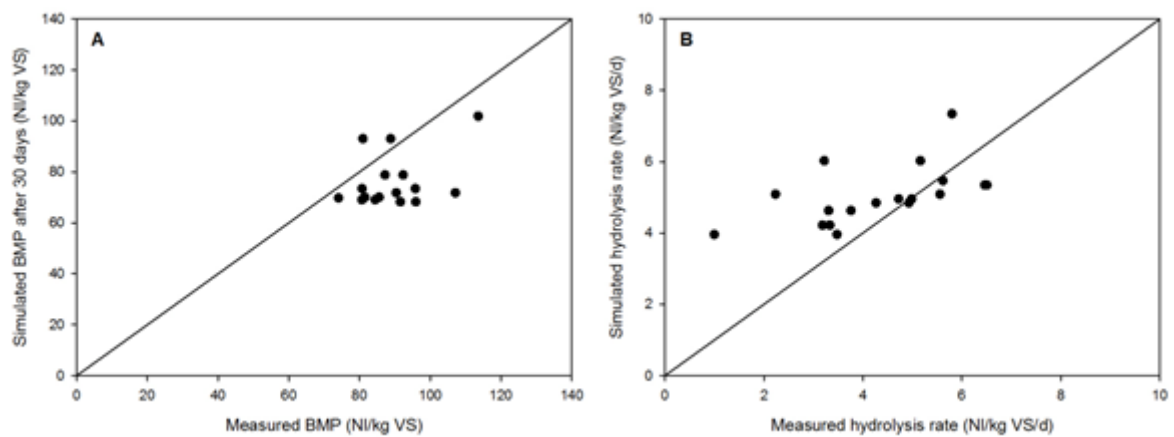 A
Simulated BMP after 30 days (Nl/kg VS)
140
120
100
80
60
40
20
0
0 20 40 60 80 100 120 140
Measured BMP (Nl/kg VS)
B
Simulated hydrolysis rate (Nl/kg VS/d)
10
8
6
4
2
0
0 2 4 6 8 10
Measured hydrolysis rate (Nl/kg VS/d)